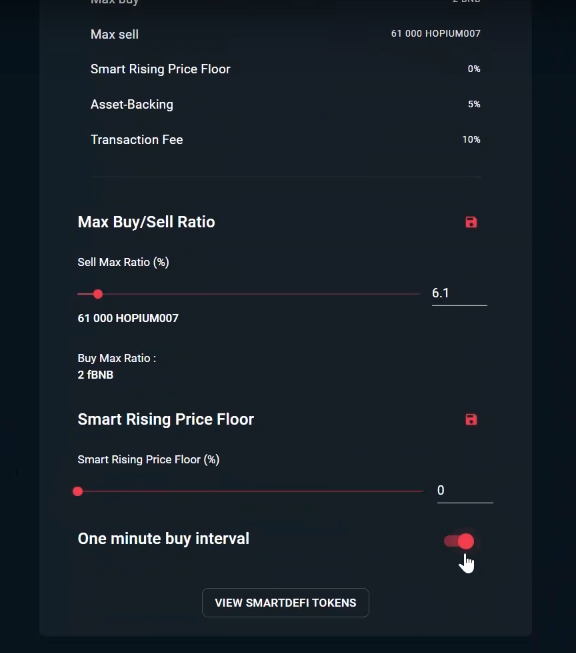 Max buy 2 BNB
Max sell 61 000 HOPIUM007
Smart Rising Price Floor 0%
Asset-Backing 5%
Transaction Fee 10%
Max Buy/Sell Ratio
Sell Max Ratio (%)
6.1
61 000 HOPIUM007
Buy Max Ratio :
2 fBNB
Smart Rising Price Floor
Smart Rising Price Floor (%)
0
One minute buy interval
VIEW SMARTDEFI TOKENS